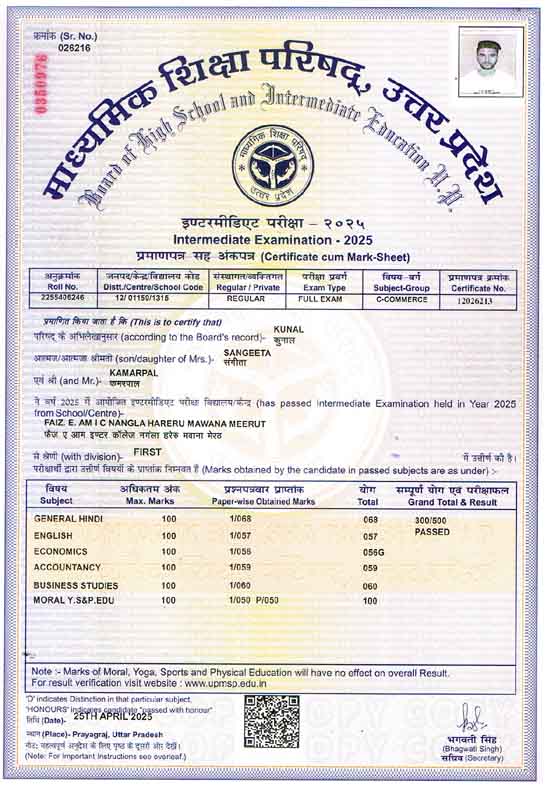 क्रमांक (Sr. No.)
026216
0350976
माध्यमिक शिक्षा परिषद्, उत्तर प्रदेश
Board of High School and Intermediate Education U.P.
माध्यमिक शिक्षा परिषद्
उत्तर प्रदेश
इण्टरमीडिएट परीक्षा - २०२५
Intermediate Examination - 2025
प्रमाणपत्र सह अंकपत्र (Certificate cum Mark-Sheet)
अनुक्रमांक जनपद/केन्द्र/विद्यालय कोड संस्थागत/व्यक्तिगत परीक्षा प्रवर्ग विषय-वर्ग प्रमाणपत्र क्रमांक
Roll No. Distt./Centre/School Code Regular / Private Exam Type Subject-Group Certificate Number
2255406246 12/ 01150/1315 REGULAR FULL EXAM C-COMMERCE 12026213
प्रमाणित किया जाता है कि (This is to certify that)
KUNAL
परिषद् के अभिलेखानुसार (according to the Board's record)- कुनाल
SANGEETA
आत्मज/आत्मजा श्रीमती (son/daughter of Mrs.)- संगीता
KAMARPAL
एवं श्री (and Mr.)- कमरपाल
ने वर्ष 2025 में आयोजित इण्टरमीडिएट परीक्षा विद्यालय/केन्द्र (has passed Intermediate Examination held in Year 2025
from School/Centre)-
FAIZ. E. AM I C NANGLA HARERU MAWANA MEERUT
फैज ए आम इण्टर कॉलेज नगंला हरेरू मवाना मेरठ
से श्रेणी (with division)- FIRST में उत्तीर्ण की है।
परीक्षार्थी द्वारा उत्तीर्ण विषयों के प्राप्तांक निम्नवत हैं (Marks obtained by the candidate in passed subjects are as under) :-
विषय अधिकतम अंक प्रश्नपत्रवार प्राप्तांक योग सम्पूर्ण योग एवं परीक्षाफल
Subject Max. Marks Paper-wise Obtained Marks Total Grand Total & Result
GENERAL HINDI 100 1/068 068 300/500
ENGLISH 100 1/057 057 PASSED
ECONOMICS 100 1/056 056G
ACCOUNTANCY 100 1/059 059
BUSINESS STUDIES 100 1/060 060
MORAL Y.S&P.EDU 100 1/050 P/050 100
Note :- Marks of Moral, Yoga, Sports and Physical Education will have no effect on overall Result.
For result verification visit website : www.upmsp.edu.in
'D' indicates Distinction in that particular subject.
'HONOURS' indicates candidate "passed with honour"
तिथि (Date)- 25TH APRIL'2025
स्थान (Place)- Prayagraj, Uttar Pradesh
नोट: महत्वपूर्ण अनुदेश के लिए पृष्ठ के दूसरी ओर देखें।
(Note: For Important Instructions see overleaf.)
भगवती सिंह
(Bhagwati Singh)
सचिव (Secretary)
COPY